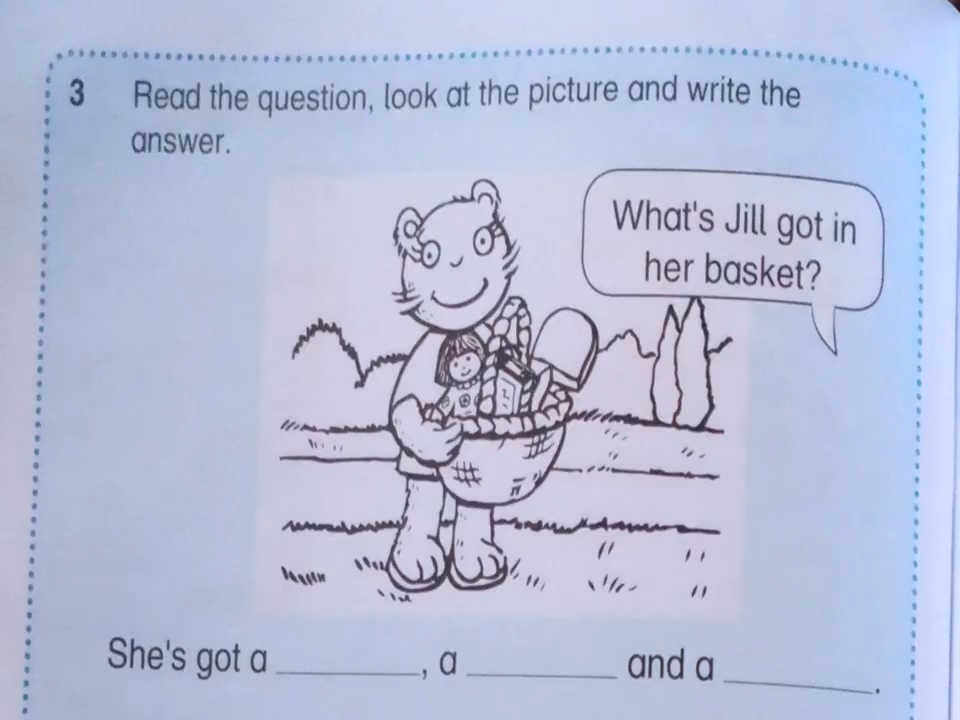 3 Read the question, look at the picture and write the
answer.
What's Jill got in
her basket?
She's got a ________, a ________ and a ________.